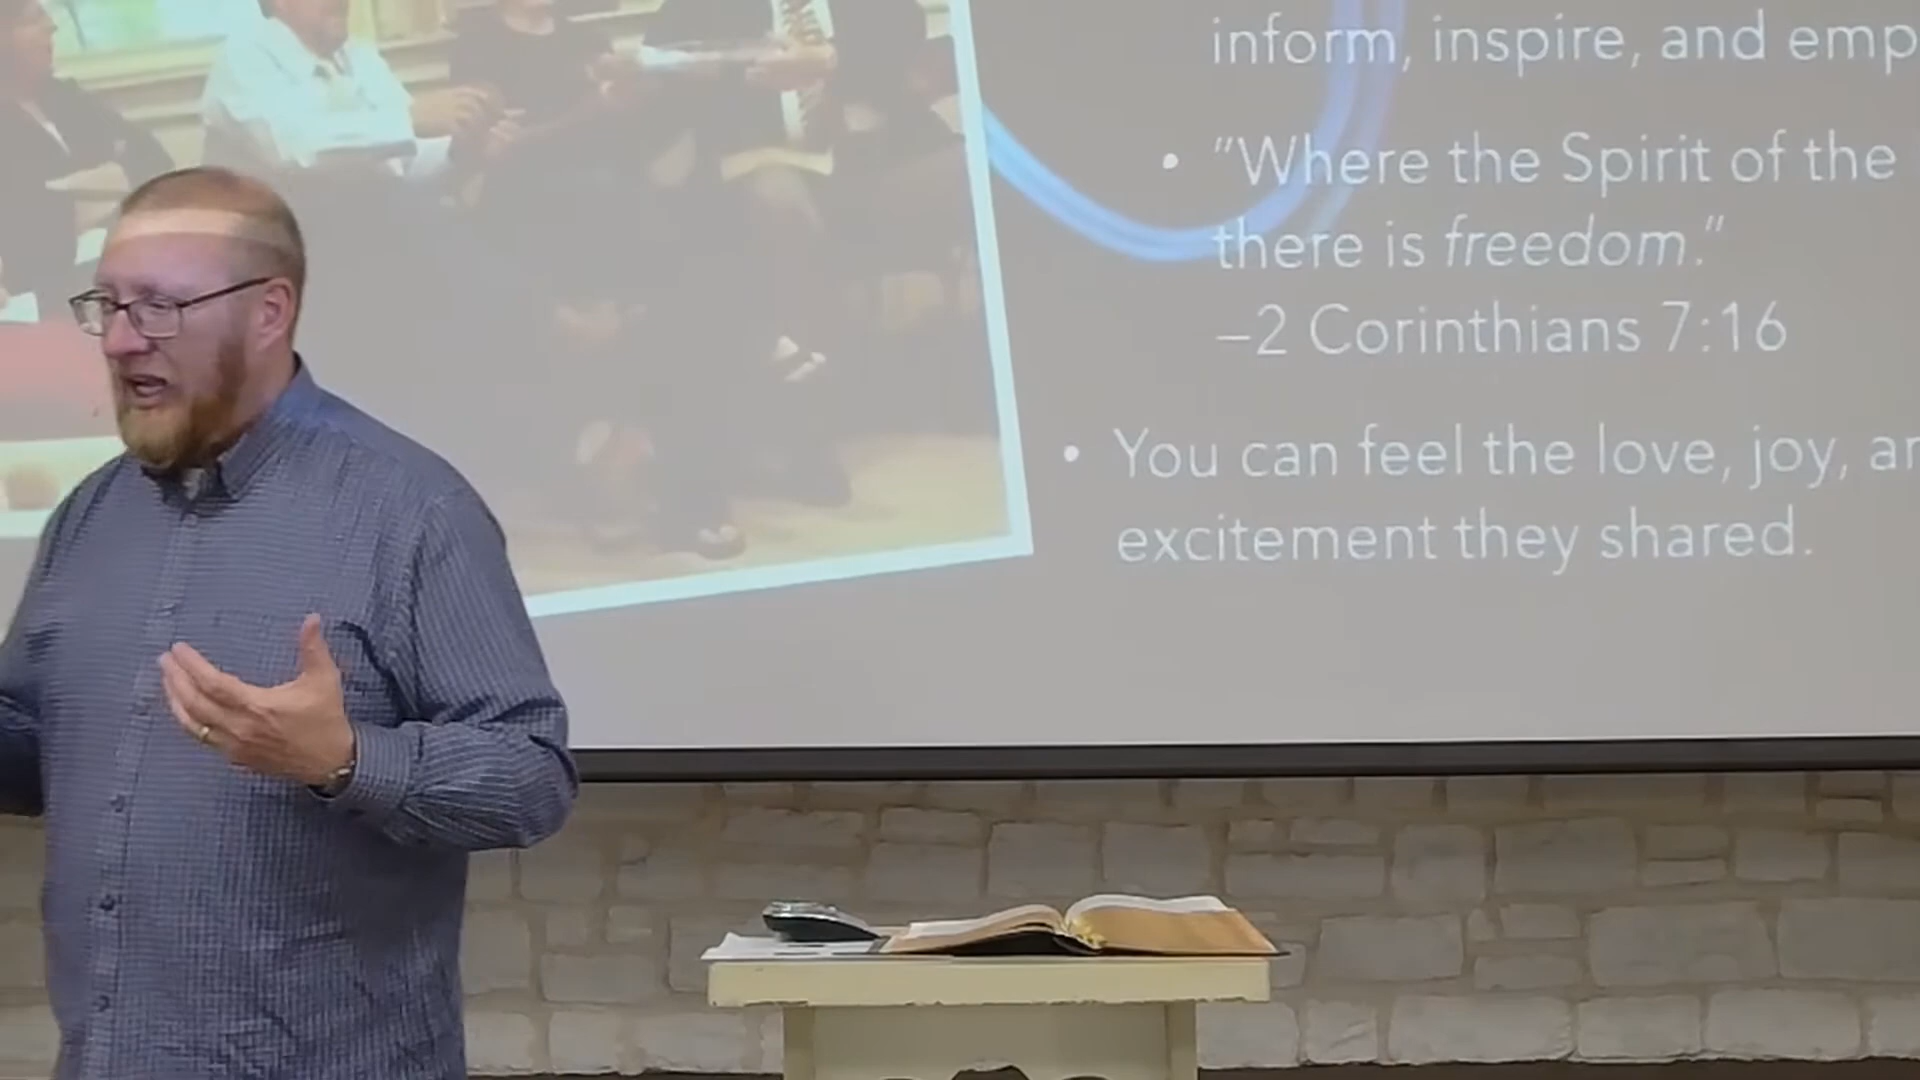 inform, inspire, and emp
• "Where the Spirit of the
there is freedom."
–2 Corinthians 7:16
• You can feel the love, joy, an
excitement they shared.